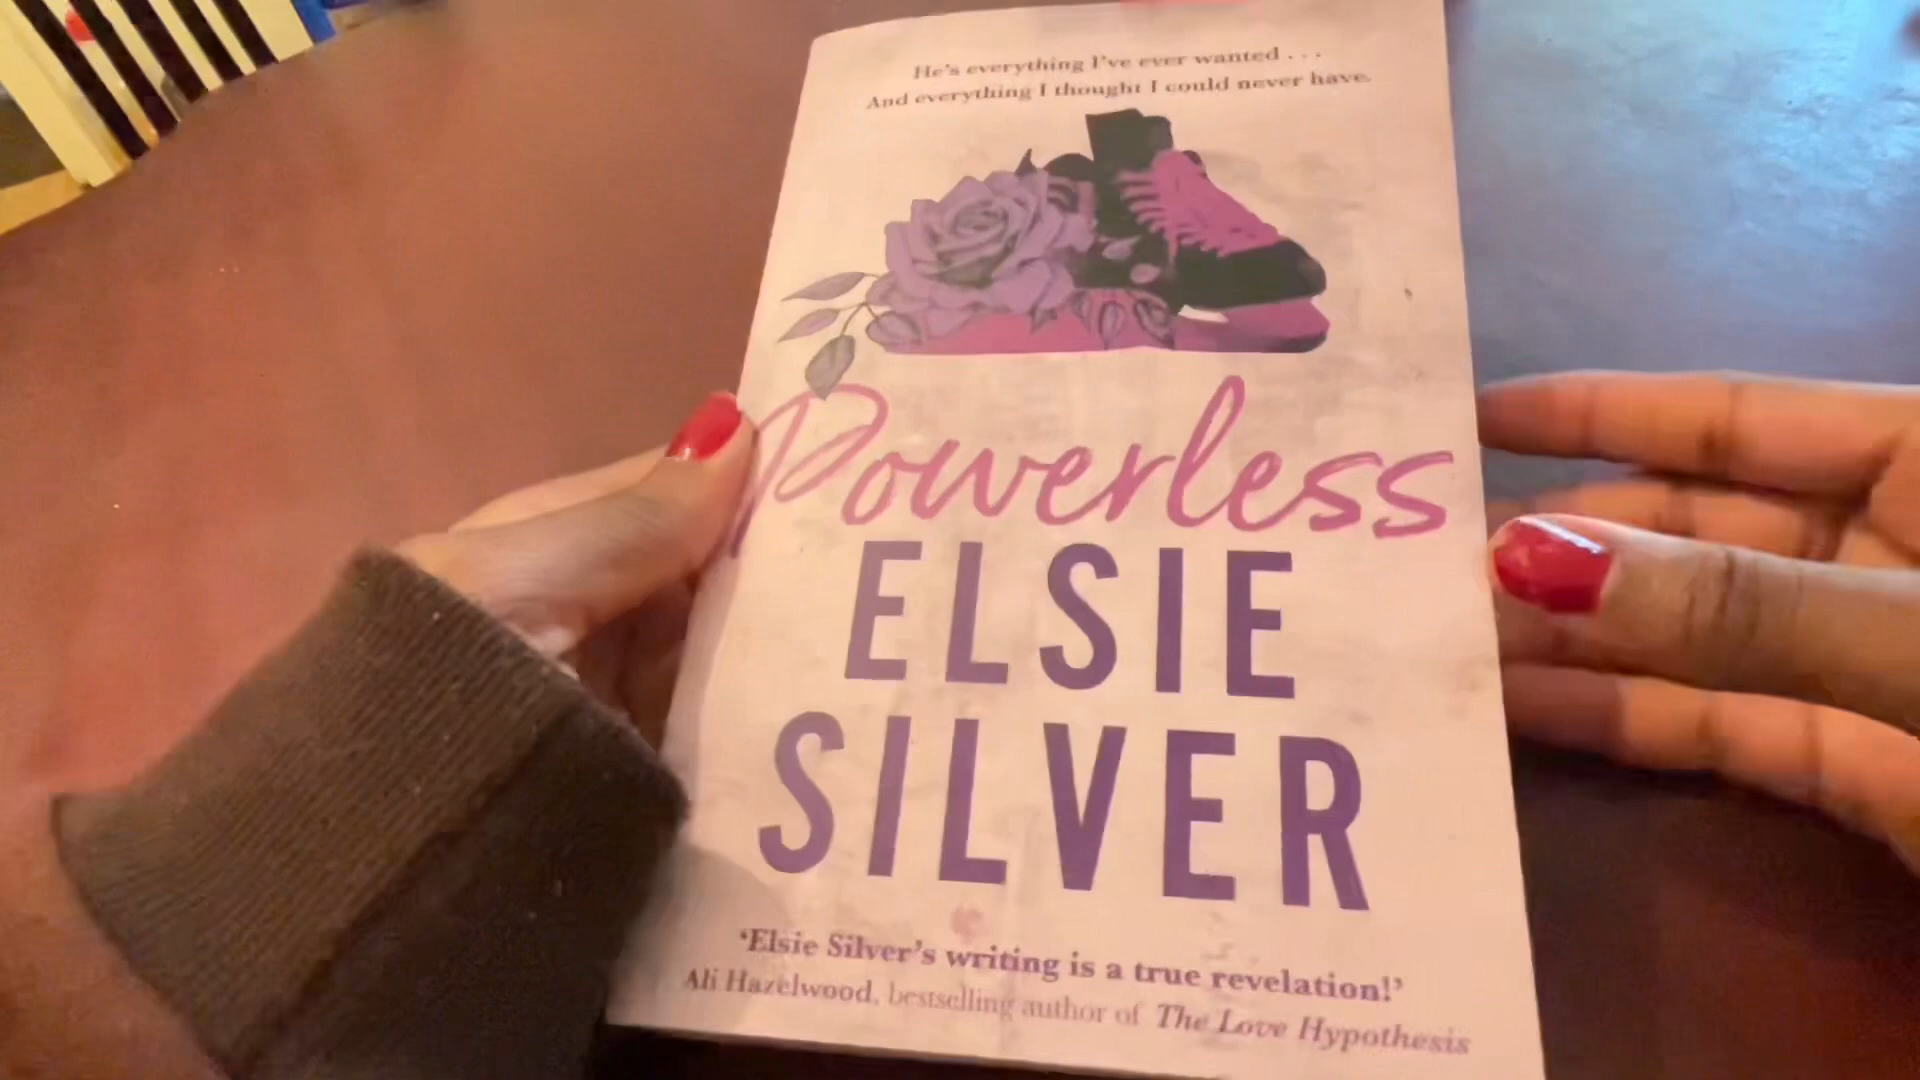 He's everything I've ever wanted . . .
And everything I thought I could never have.
Powerless
ELSIE
SILVER
‘Elsie Silver's writing is a true revelation!’
Ali Hazelwood, bestselling author of The Love Hypothesis